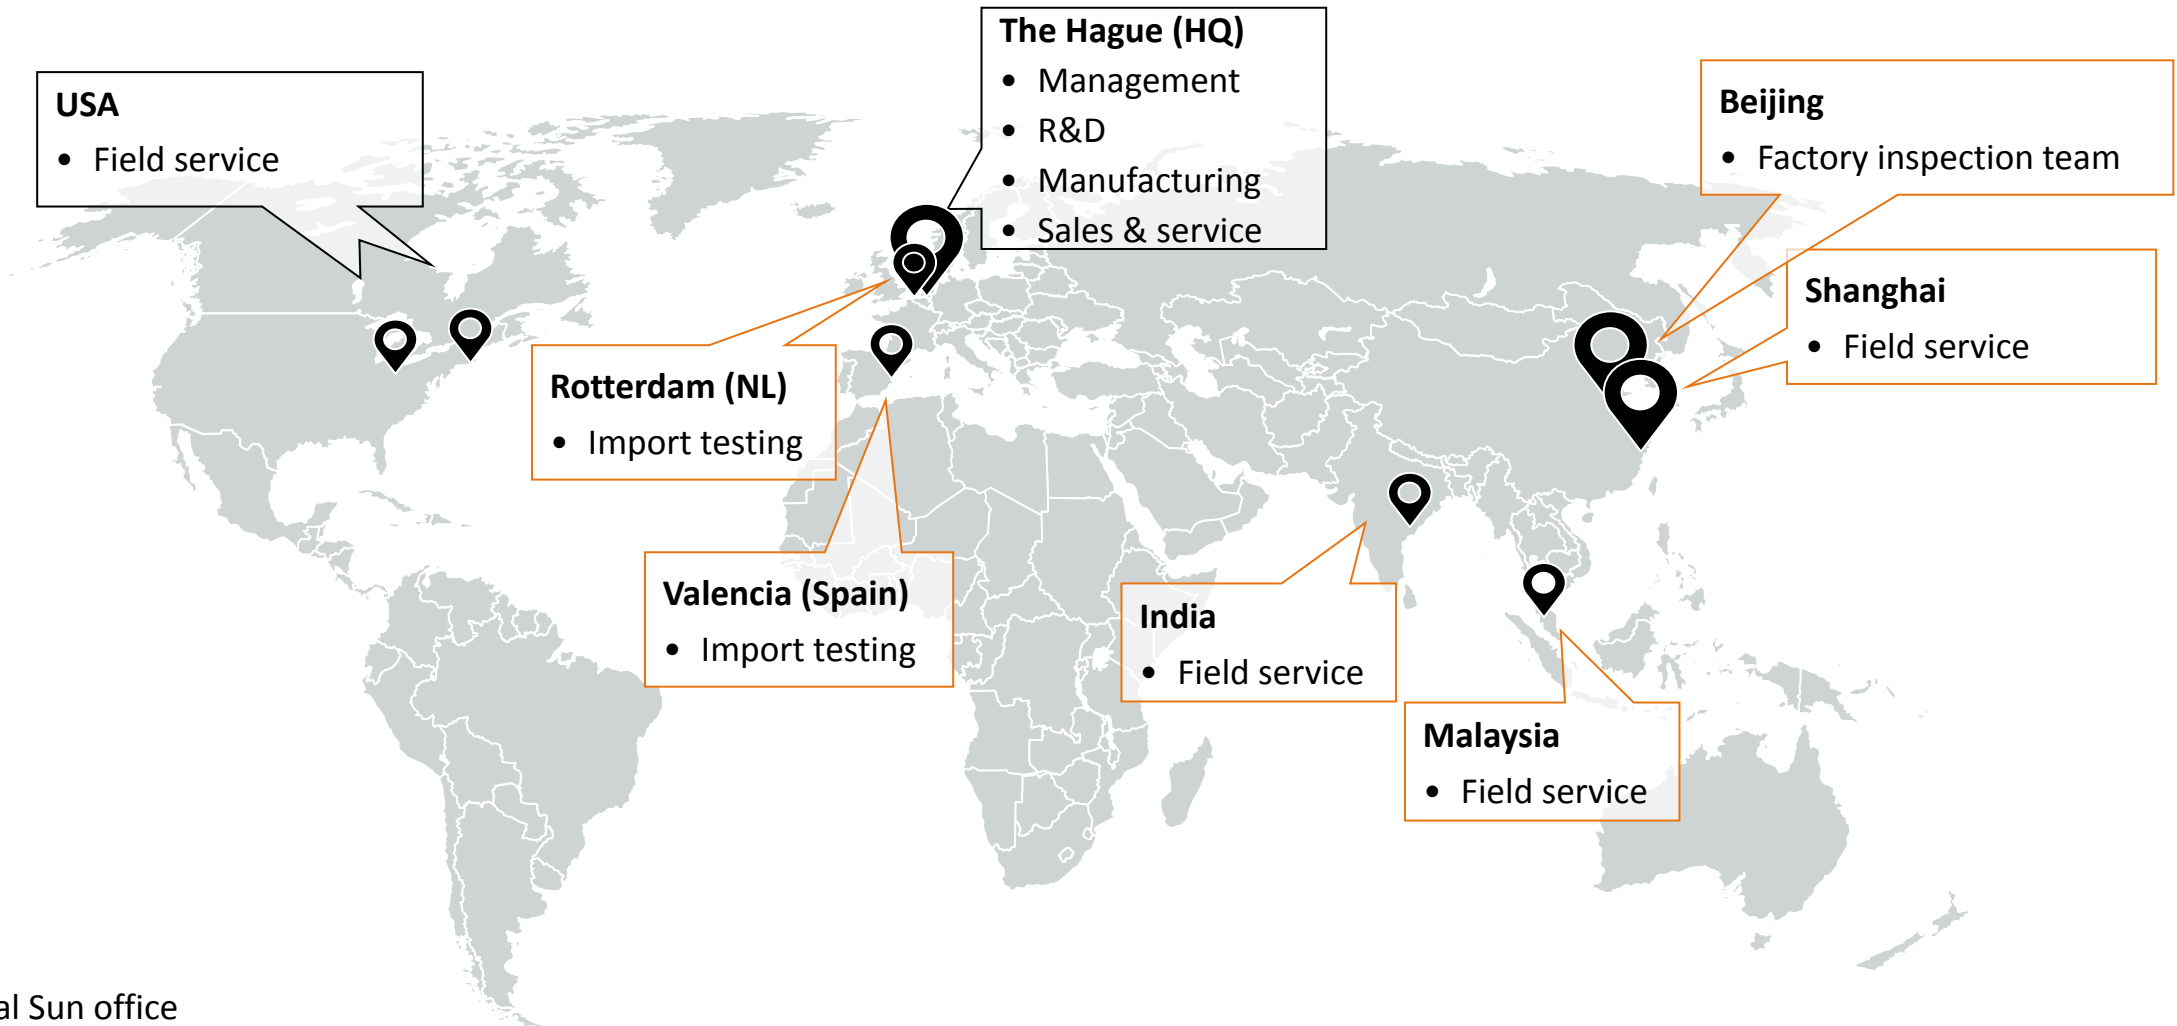 The Hague (HQ)
• Management
• R&D
• Manufacturing
• Sales & service
USA
• Field service
Beijing
• Factory inspection team
Shanghai
• Field service
Rotterdam (NL)
• Import testing
Valencia (Spain)
• Import testing
India
• Field service
Malaysia
• Field service
al Sun office